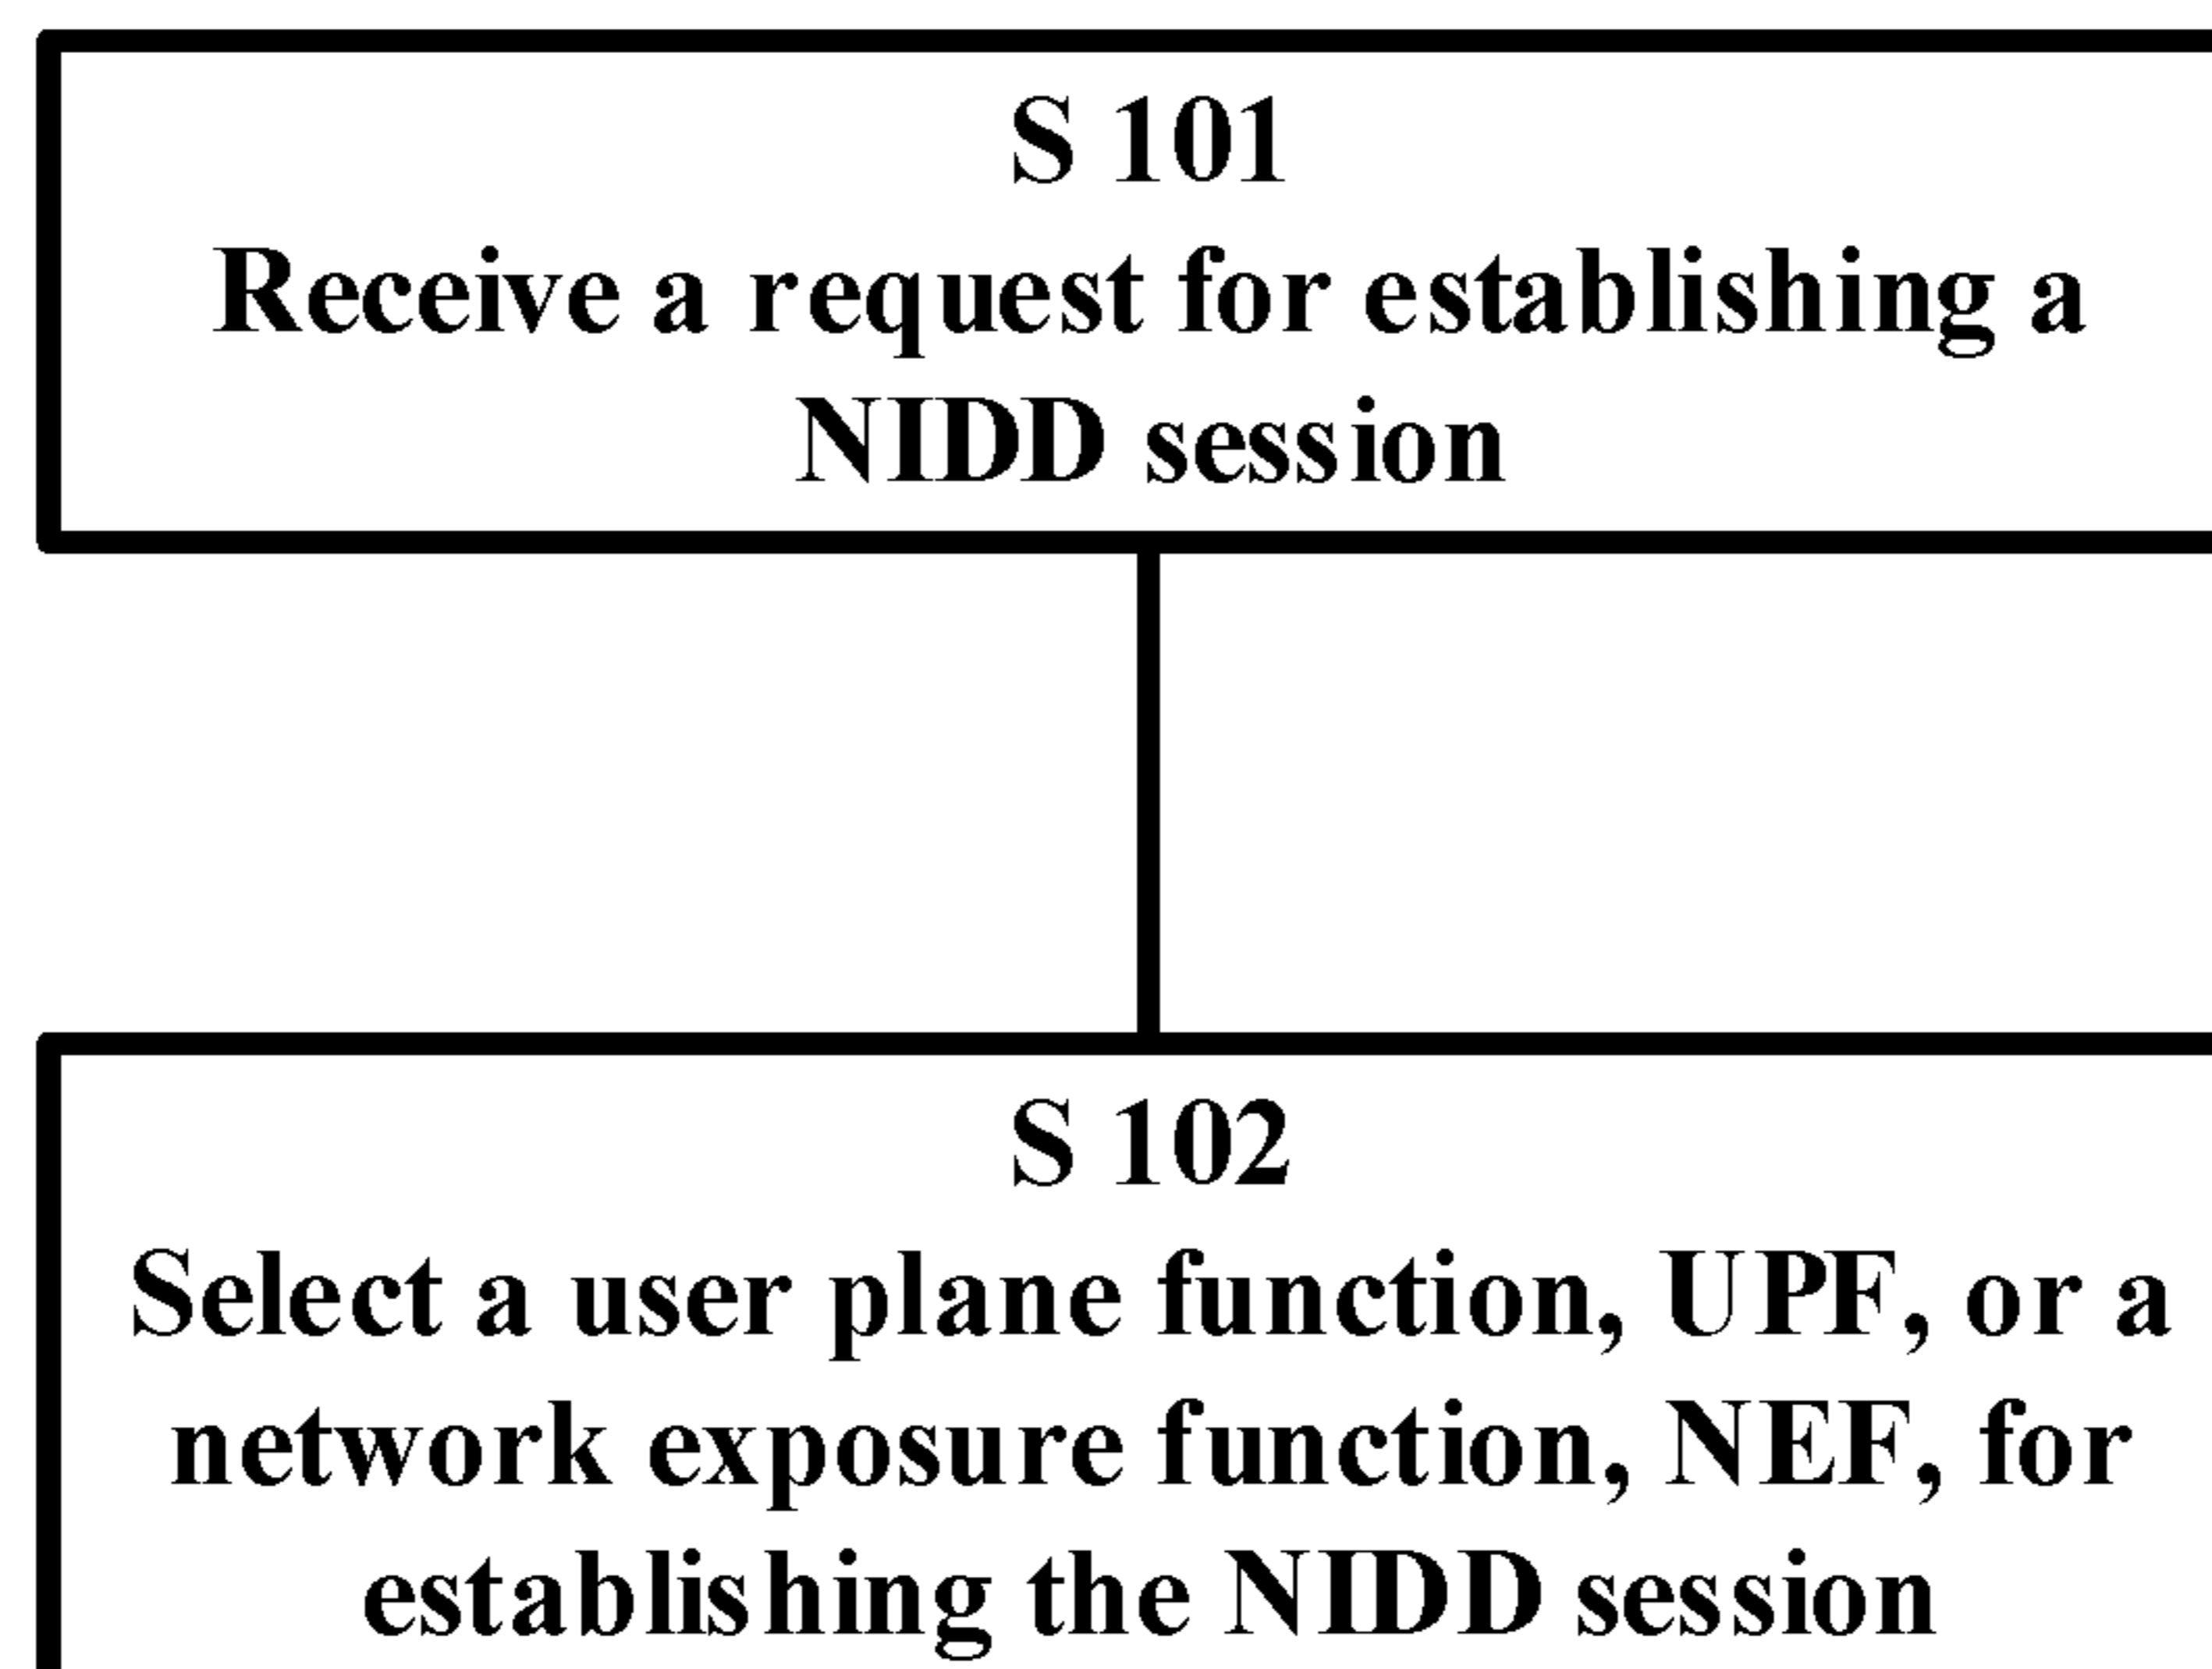 S 101
Receive a request for establishing a
NIDD session
S 102
Select a user plane function, UPF, or a
network exposure function, NEF, for
establishing the NIDD session